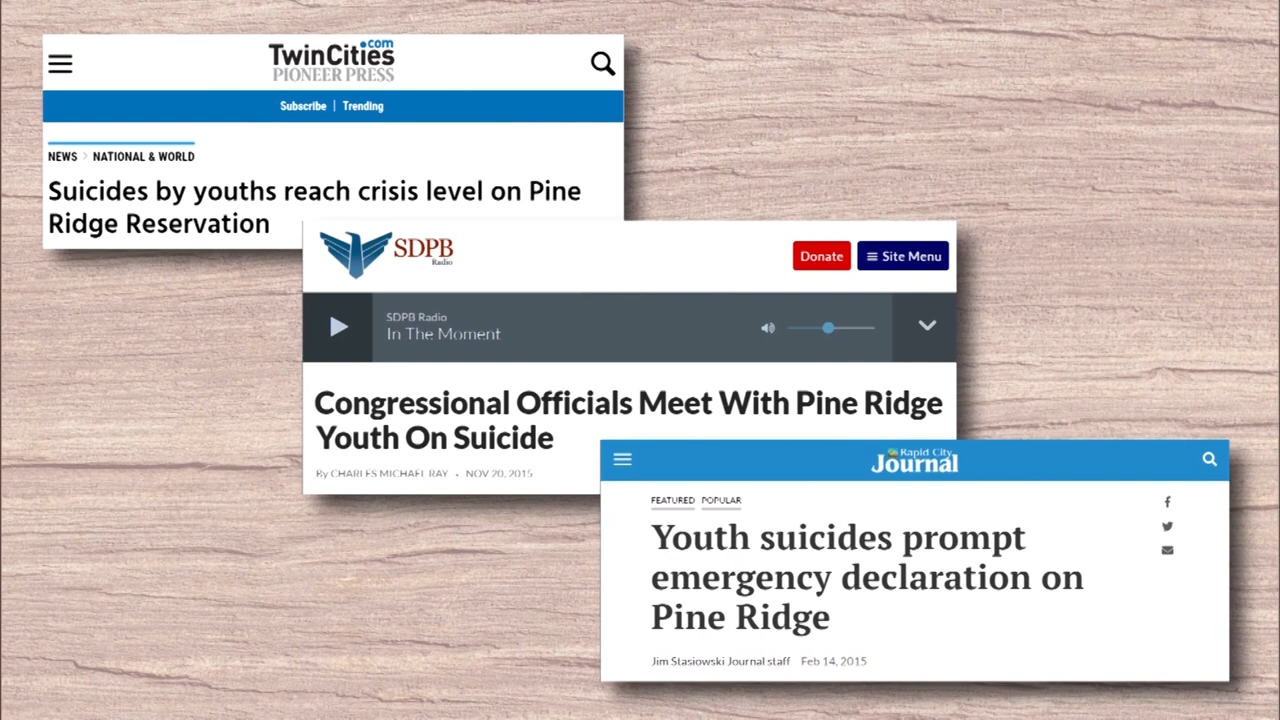 TwinCities.com
PIONEER PRESS
Subscribe | Trending
NEWS > NATIONAL & WORLD
Suicides by youths reach crisis level on Pine
Ridge Reservation
SDPB
Radio
Donate
Site Menu
SDPB Radio
In The Moment
Congressional Officials Meet With Pine Ridge
Youth On Suicide
By CHARLES MICHAEL RAY • NOV 20, 2015
Rapid City
Journal
FEATURED POPULAR
Youth suicides prompt
emergency declaration on
Pine Ridge
Jim Stasiowski Journal staff Feb 14, 2015